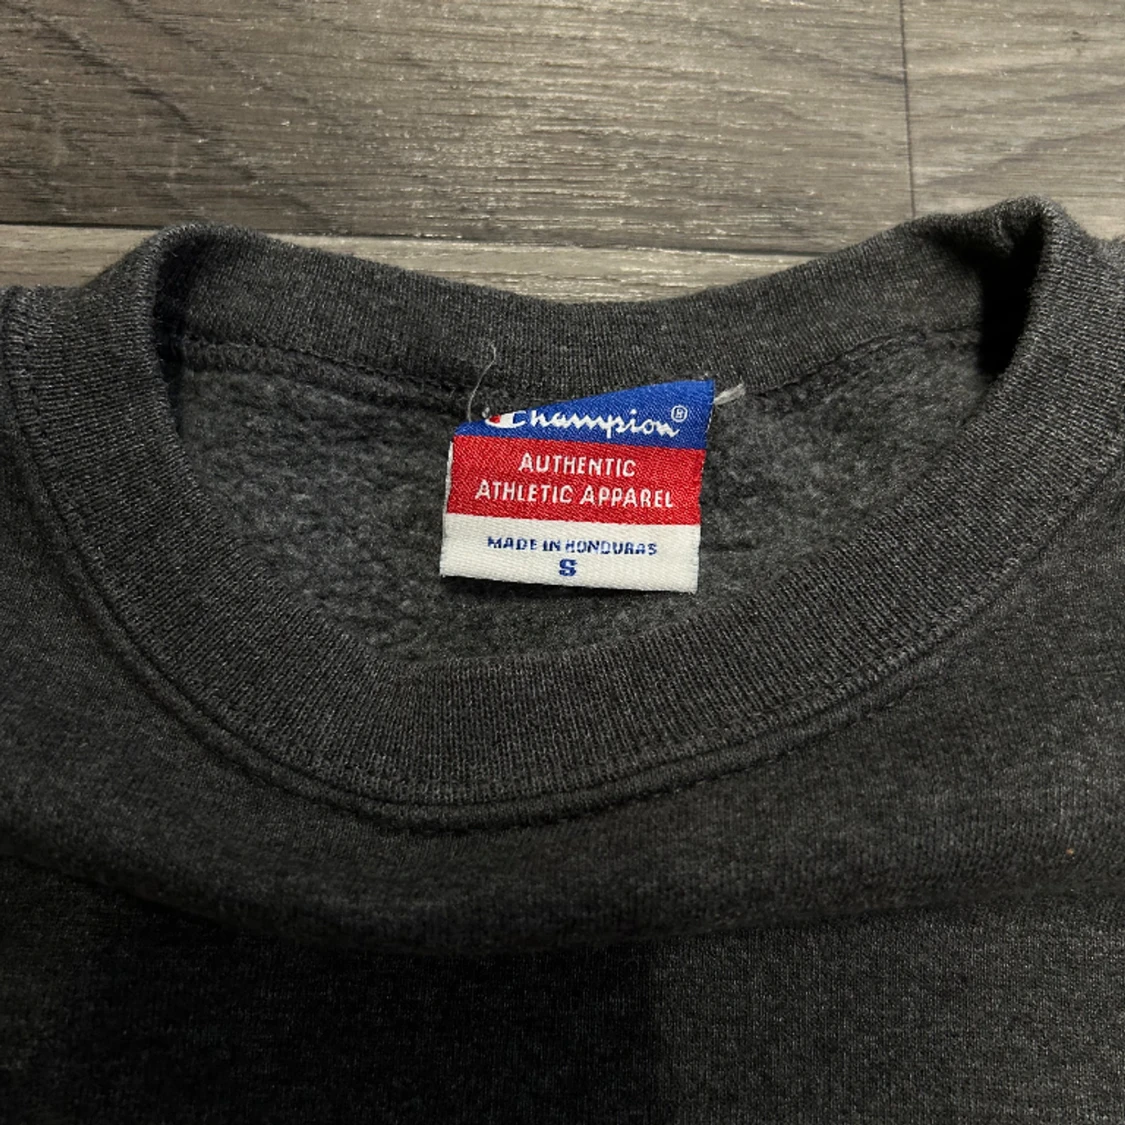 Champion®
AUTHENTIC
ATHLETIC APPAREL
MADE IN HONDURAS
S